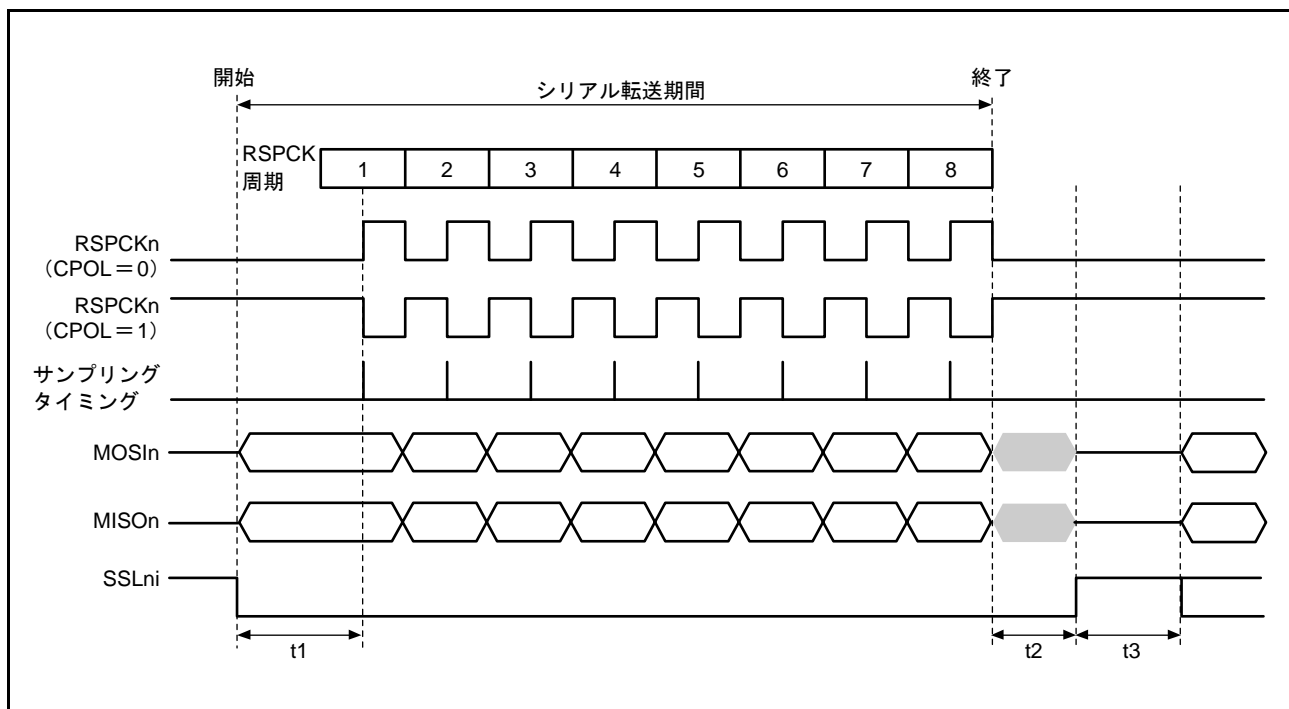 開始
終了
シリアル転送期間
RSPCK
周期
1 2 3 4 5 6 7 8
RSPCKn
（CPOL＝0）
RSPCKn
（CPOL＝1）
サンプリング
タイミング
MOSIn
MISOn
SSLni
t1
t2
t3